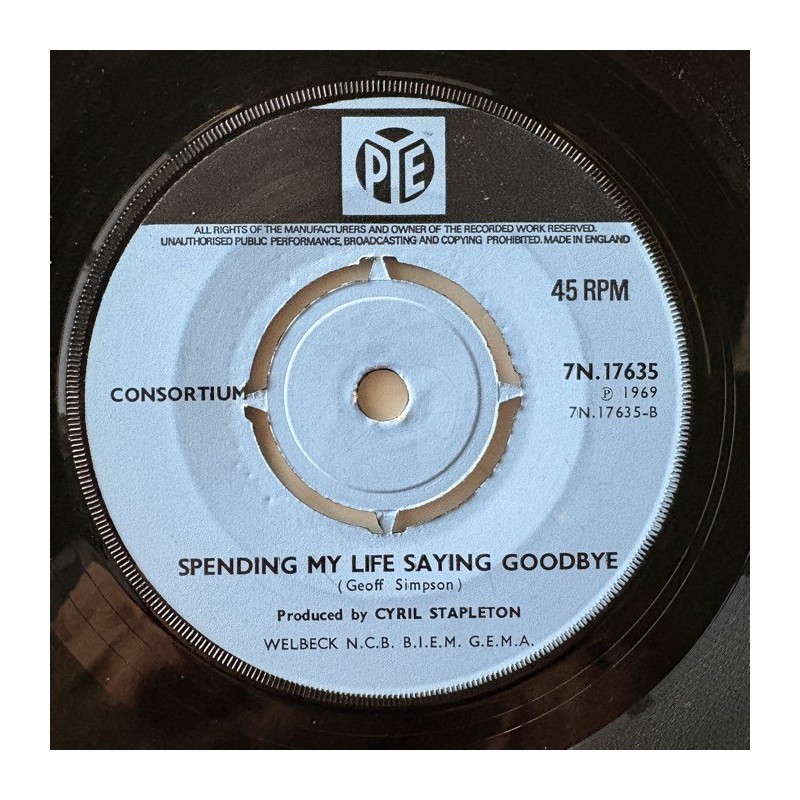 PYE
ALL RIGHTS OF THE MANUFACTURERS AND OWNER OF THE RECORDED WORK RESERVED.
UNAUTHORISED PUBLIC PERFORMANCE, BROADCASTING AND COPYING PROHIBITED. MADE IN ENGLAND
45 RPM
7N.17635
CONSORTIUM
℗ 1969
7N.17635-B
SPENDING MY LIFE SAYING GOODBYE
(Geoff Simpson)
Produced by CYRIL STAPLETON
WELBECK N.C.B. B.I.E.M. G.E.M.A.